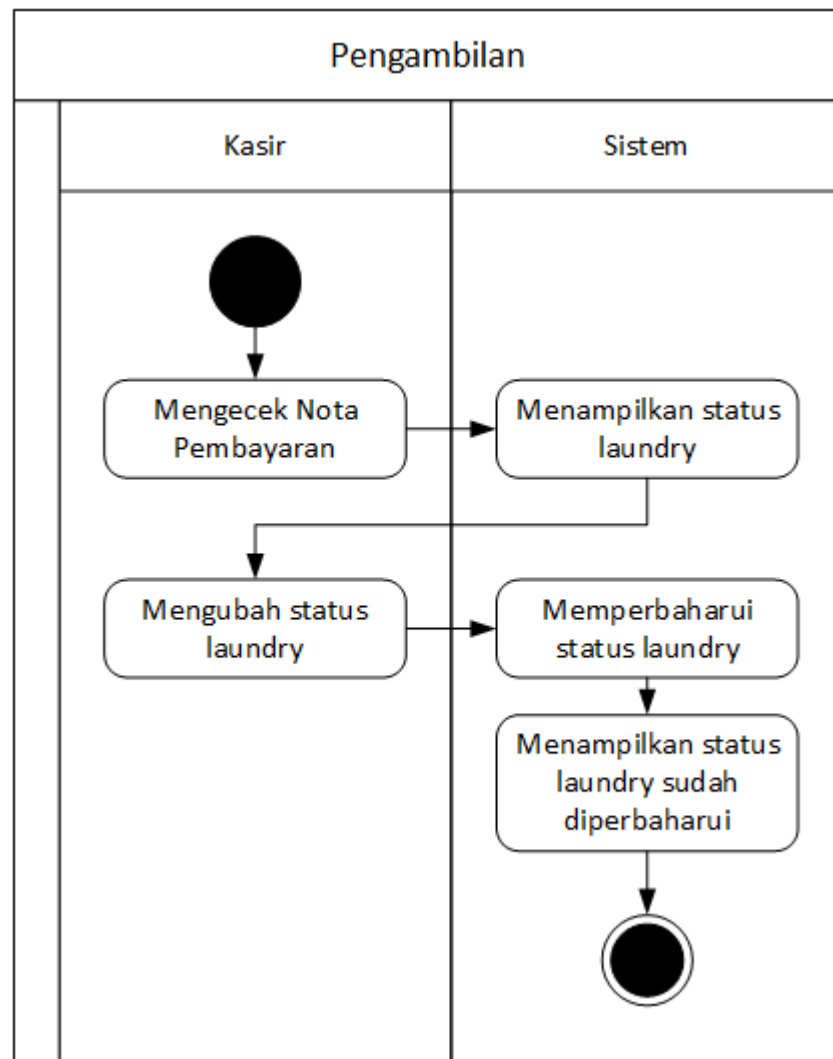 Pengambilan
Kasir
Sistem
Mengecek Nota
Pembayaran
Menampilkan status
laundry
Mengubah status
laundry
Memperbaharui
status laundry
Menampilkan status
laundry sudah
diperbaharui